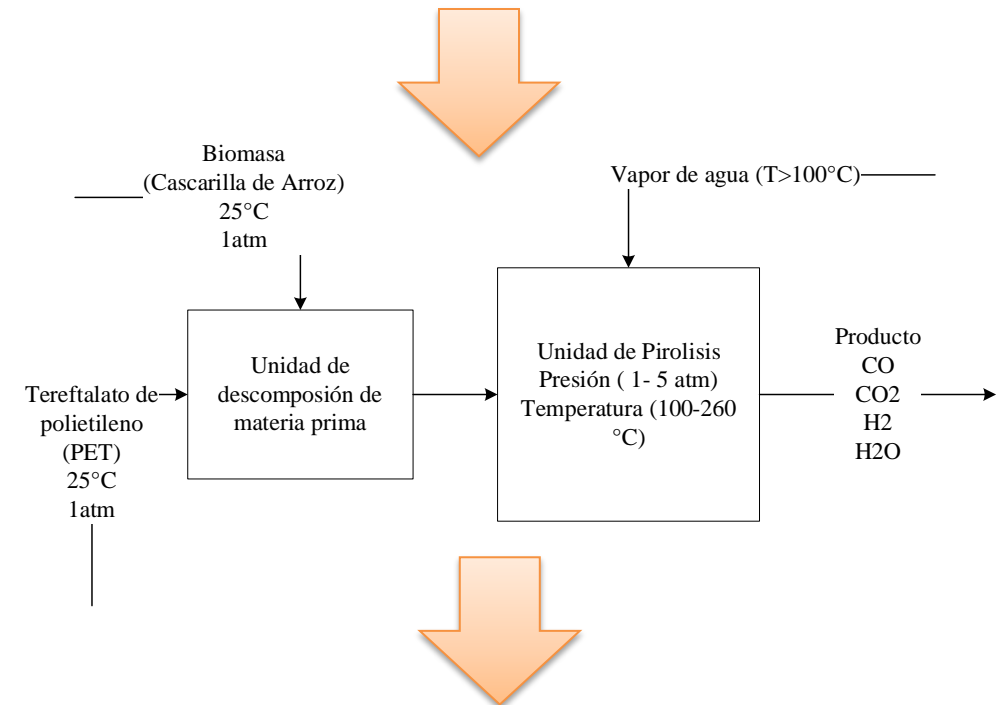 Biomasa
(Cascarilla de Arroz)
25°C
1atm
Vapor de agua (T>100°C)
Tereftalato de
polietileno
(PET)
25°C
1atm
Unidad de
descomposión de
materia prima
Unidad de Pirolisis
Presión ( 1- 5 atm)
Temperatura (100-260
°C)
Producto
CO
CO2
H2
H2O